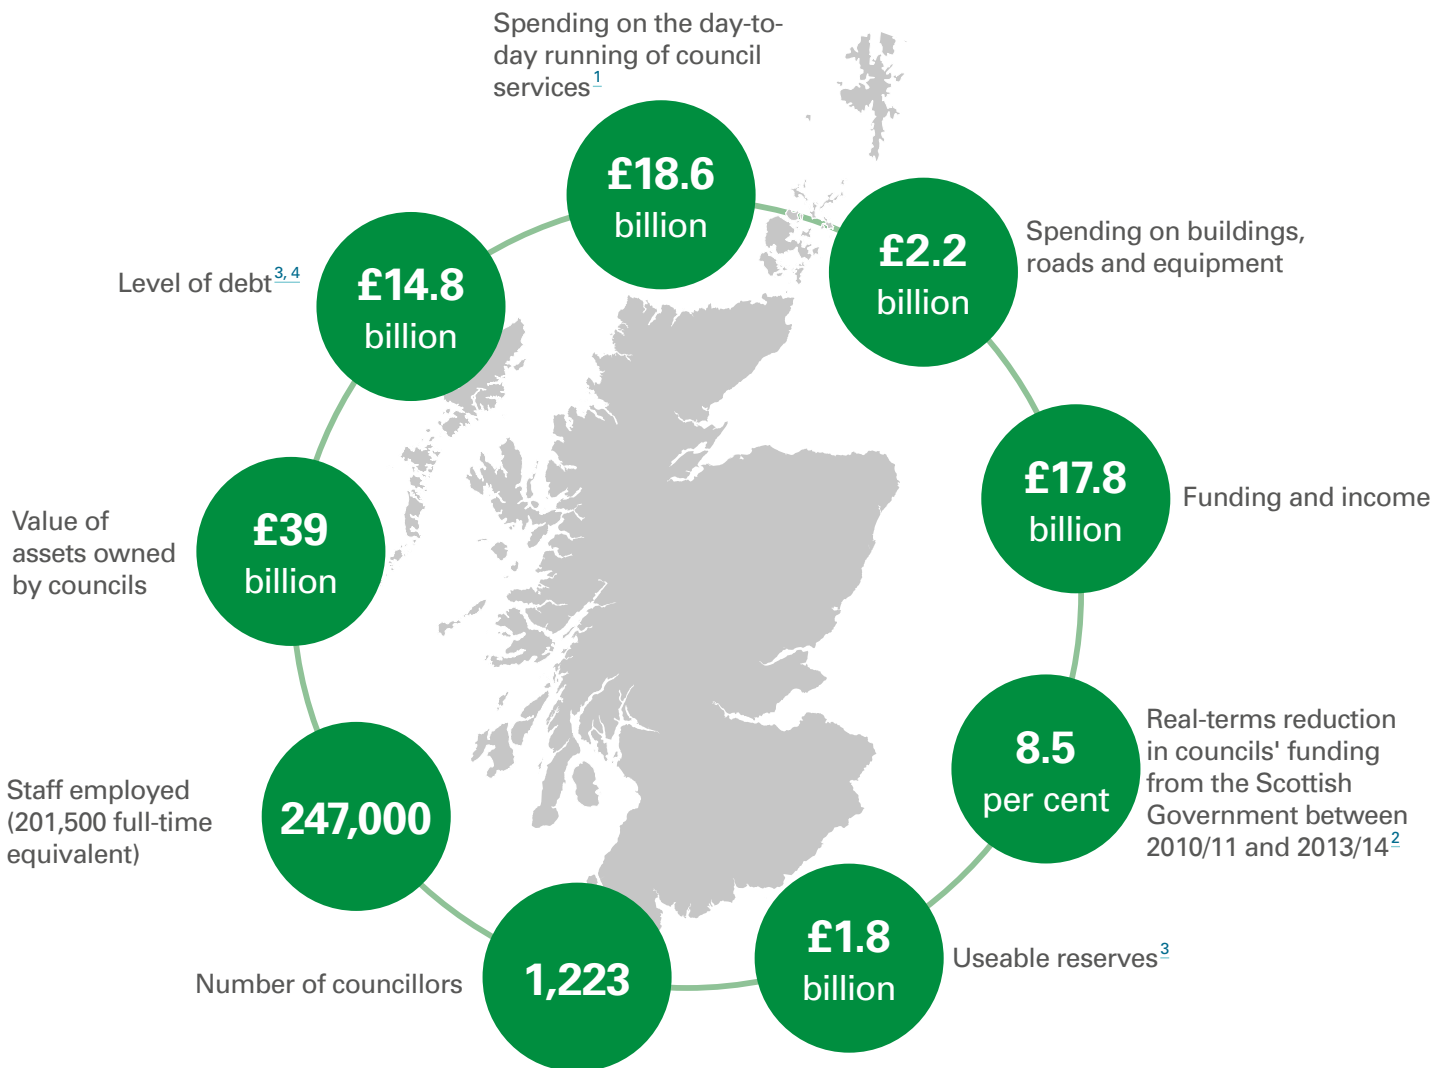 Spending on the day-to-
day running of council
services1
£18.6
billion
£2.2
billion
Spending on buildings,
roads and equipment
£17.8
billion
Funding and income
8.5
per cent
Real-terms reduction
in councils' funding
from the Scottish
Government between
2010/11 and 2013/142
£1.8
billion
Useable reserves3
1,223
Number of councillors
247,000
Staff employed
(201,500 full-time
equivalent)
£39
billion
Value of
assets owned
by councils
£14.8
billion
Level of debt3, 4